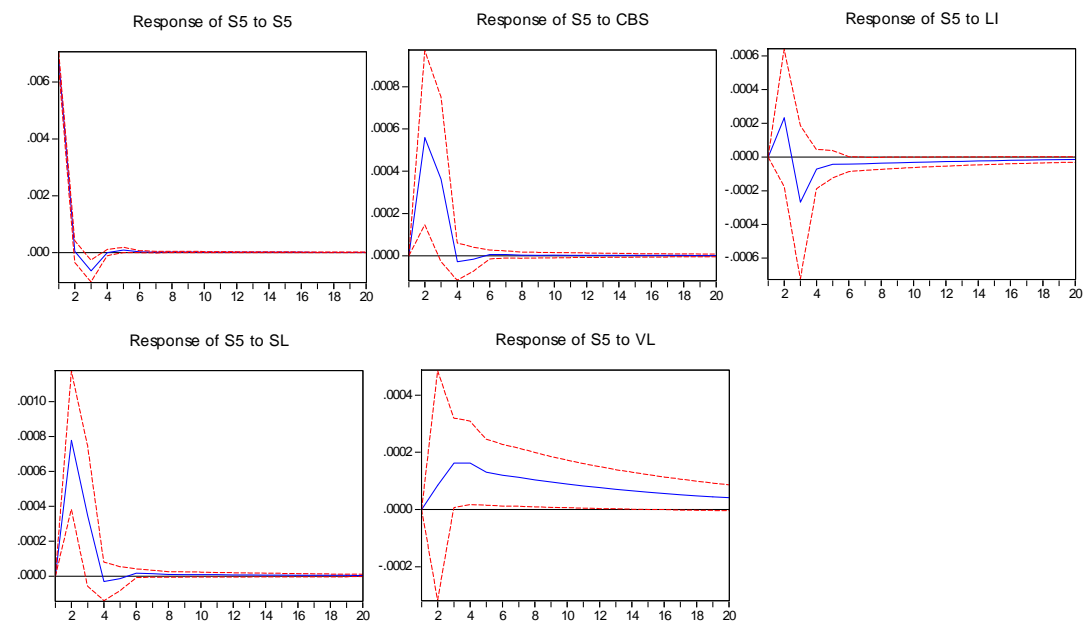 Response of S5 to S5
.006
.004
.002
.000
2 4 6 8 10 12 14 16 18 20
Response of S5 to CBS
.0008
.0006
.0004
.0002
.0000
2 4 6 8 10 12 14 16 18 20
Response of S5 to LI
.0006
.0004
.0002
.0000
-.0002
-.0004
-.0006
2 4 6 8 10 12 14 16 18 20
Response of S5 to SL
.0010
.0008
.0006
.0004
.0002
.0000
2 4 6 8 10 12 14 16 18 20
Response of S5 to VL
.0004
.0002
.0000
-.0002
2 4 6 8 10 12 14 16 18 20